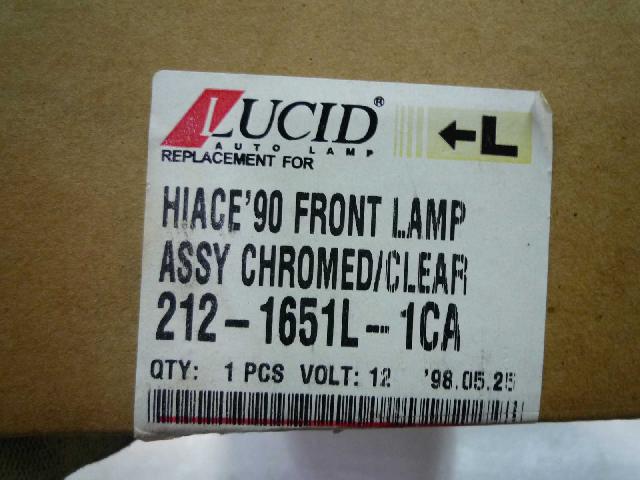 LUCID®
AUTO LAMP
←L
REPLACEMENT FOR
HIACE'90 FRONT LAMP
ASSY CHROMED/CLEAR
212-1651L--1CA
QTY: 1 PCS VOLT: 12 '98.05.25